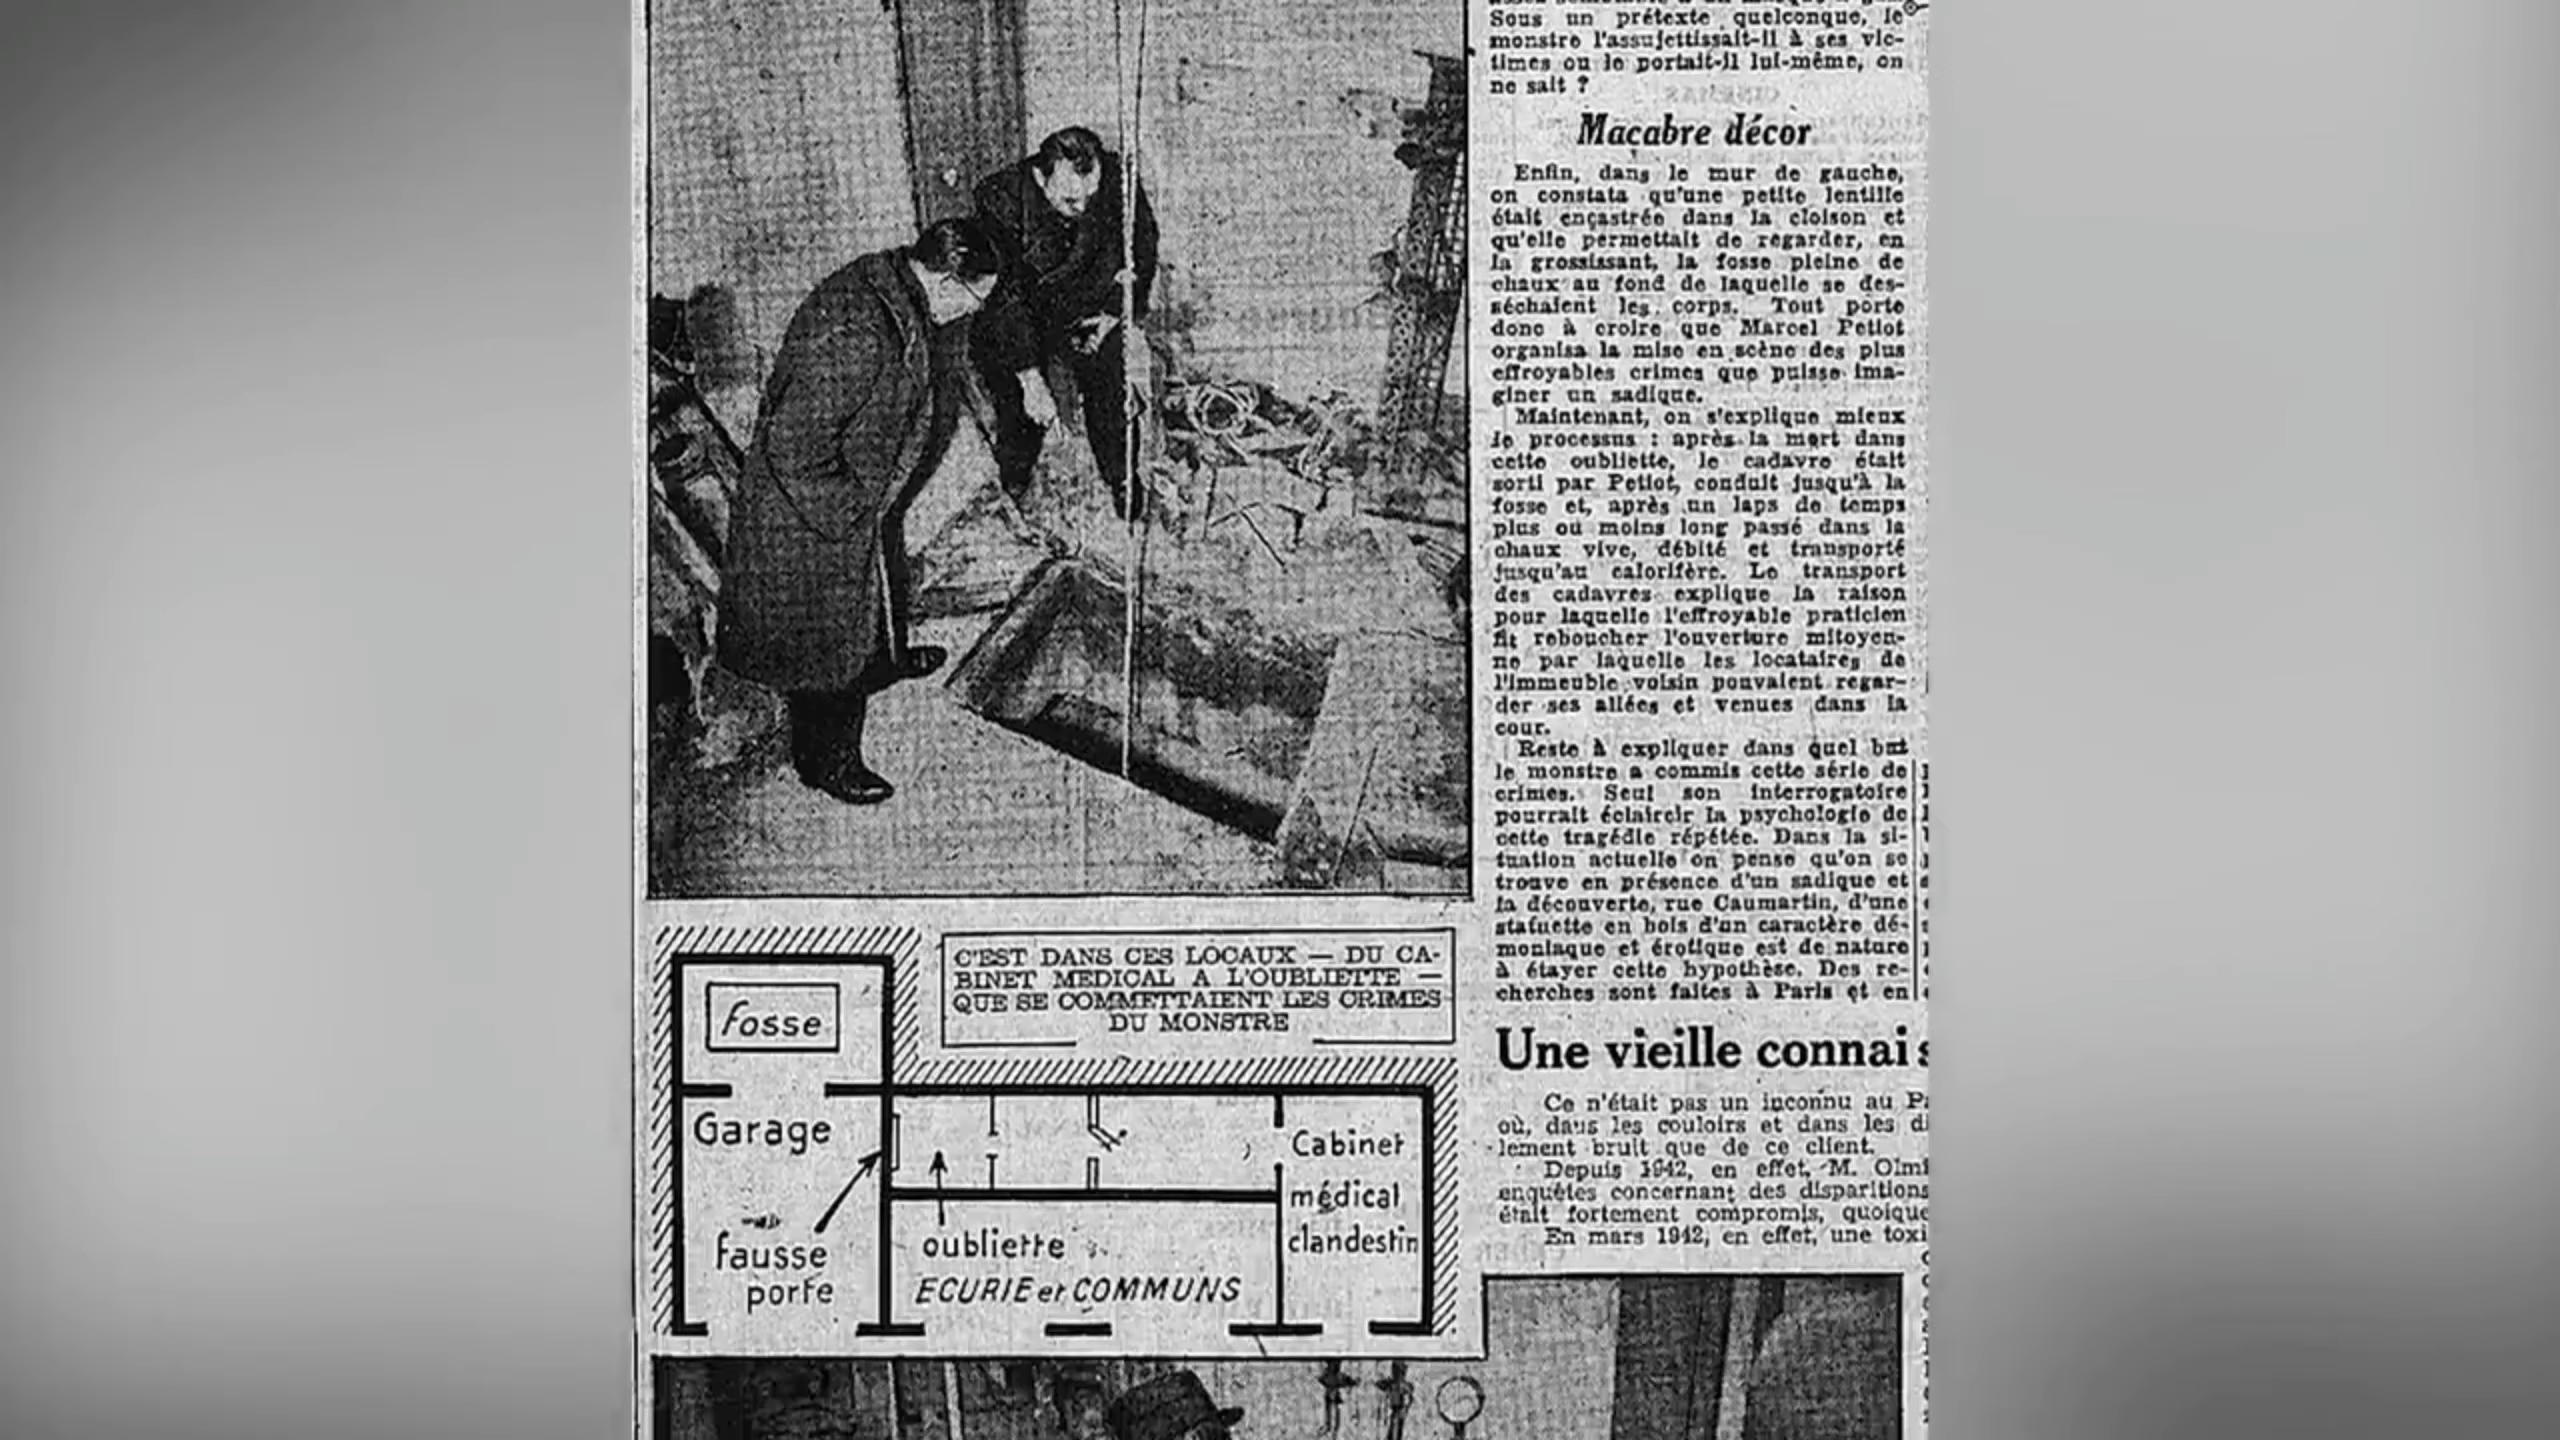 Sous un prétexte quelconque, le
monstre l'assujettissait-il à ses vic-
times ou le portait-il lui-même, on
ne sait ?
Macabre décor
Enfin, dans le mur de gauche,
on constata qu'une petite lentille
était encastrée dans la cloison et
qu'elle permettait de regarder, en
la grossissant, la fosse pleine de
chaux au fond de laquelle se des-
séchaient les corps. Tout porte
donc à croire que Marcel Petiot
organisa la mise en scène des plus
effroyables crimes que puisse ima-
giner un sadique.
Maintenant, on s'explique mieux
le processus : après la mort dans
cette oubliette, le cadavre était
sorti par Petiot, conduit jusqu'à la
fosse et, après un laps de temps
plus ou moins long passé dans la
chaux vive, débité et transporté
jusqu'au calorifère. Le transport
des cadavres explique la raison
pour laquelle l'effroyable praticien
fit reboucher l'ouverture mitoyen-
ne par laquelle les locataires de
l'immeuble voisin pouvaient regar-
der ses allées et venues dans la
cour.
Reste à expliquer dans quel but
le monstre a commis cette série de
crimes. Seul son interrogatoire
pourrait éclaircir la psychologie de
cette tragédie répétée. Dans la si-
tuation actuelle on pense qu'on se
trouve en présence d'un sadique et
la découverte, rue Caumartin, d'une
statuette en bois d'un caractère dé-
moniaque et érotique est de nature
à étayer cette hypothèse. Des re-
cherches sont faites à Paris et en
C'EST DANS CES LOCAUX — DU CA-
BINET MEDICAL A L'OUBLIETTE —
QUE SE COMMETTAIENT LES CRIMES
DU MONSTRE
fosse
Garage
fausse
porte
oubliette
ECURIE et COMMUNS
Cabinet
médical
clandestin
Une vieille connais
Ce n'était pas un inconnu au
où, dans les couloirs et dans les
lement bruit que de ce client.
Depuis 1942, en effet, M.
enquêtes concernant des disparitions
était fortement compromis, quoique
En mars 1942, en effet, une